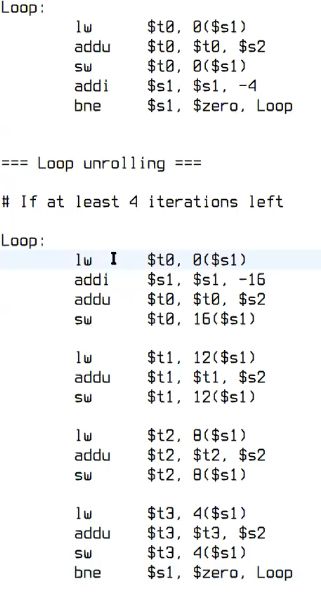 Loop:
lw $t0, 0($s1)
addu $t0, $t0, $s2
sw $t0, 0($s1)
addi $s1, $s1, -4
bne $s1, $zero, Loop
=== Loop unrolling ===
# If at least 4 iterations left
Loop:
lw $t0, 0($s1)
addi $s1, $s1, -16
addu $t0, $t0, $s2
sw $t0, 16($s1)
lw $t1, 12($s1)
addu $t1, $t1, $s2
sw $t1, 12($s1)
lw $t2, 8($s1)
addu $t2, $t2, $s2
sw $t2, 8($s1)
lw $t3, 4($s1)
addu $t3, $t3, $s2
sw $t3, 4($s1)
bne $s1, $zero, Loop